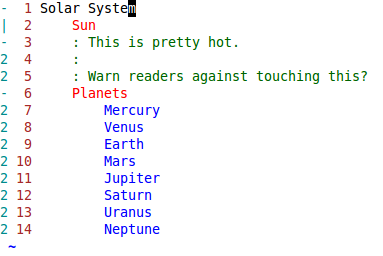 - 1 Solar System
| 2 Sun
- 3 : This is pretty hot.
2 4 :
2 5 : Warn readers against touching this?
- 6 Planets
2 7 Mercury
2 8 Venus
2 9 Earth
2 10 Mars
2 11 Jupiter
2 12 Saturn
2 13 Uranus
2 14 Neptune
~